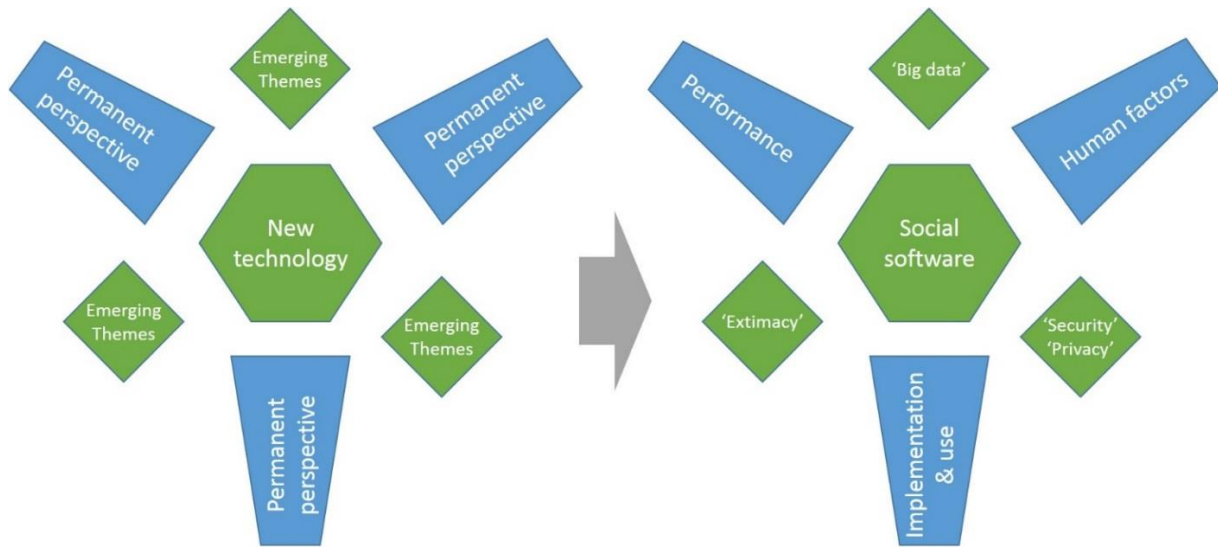 Emerging
Themes
Permanent
perspective
Permanent
perspective
New
technology
Emerging
Themes
Emerging
Themes
Permanent
perspective
'Big data'
Performance
Human factors
Social
software
'Extimacy'
'Security'
'Privacy'
Implementation
& use